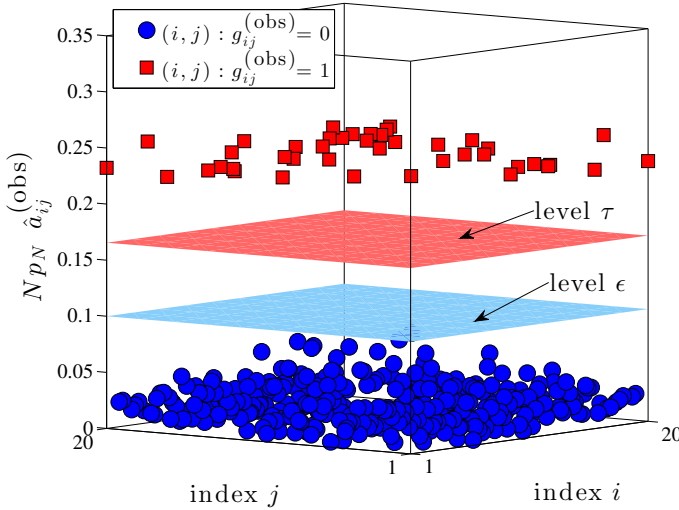 (i, j) : g_{ij}^{(obs)} = 0
(i, j) : g_{ij}^{(obs)} = 1
0.35
0.3
0.25
0.2
0.15
0.1
0.05
0
N p_N â_{ij}^{(obs)}
level τ
level ϵ
20
1
1
20
index j
index i